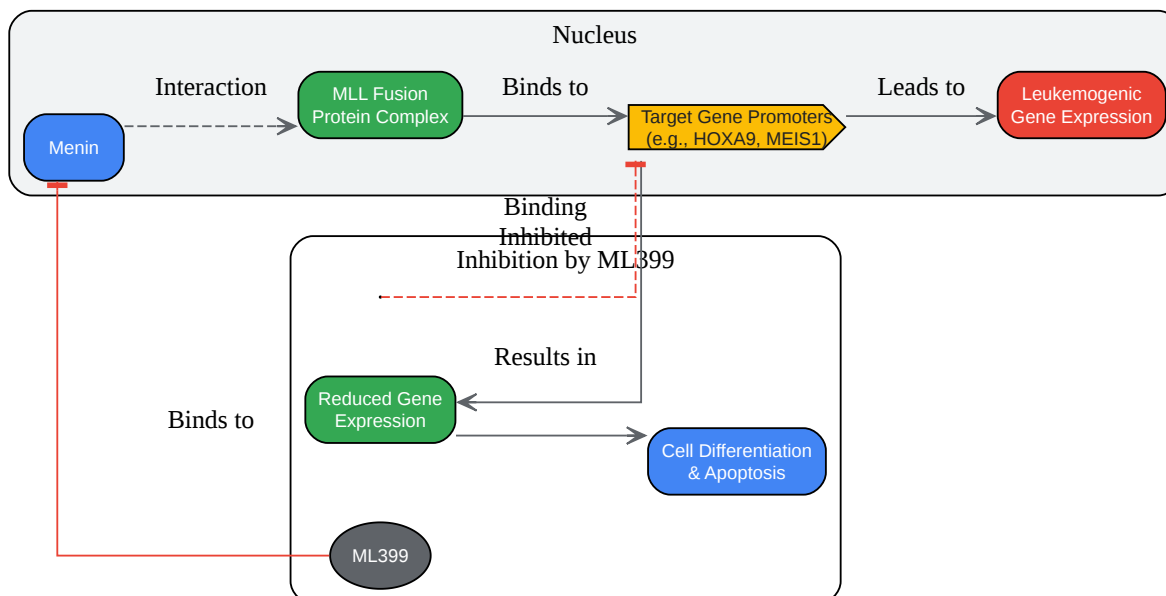 Nucleus
Interaction
MLL Fusion
Protein Complex
Binds to
Target Gene Promoters
(e.g., HOXA9, MEIS1)
Leads to
Leukemogenic
Gene Expression
Menin
Binding
Inhibited
Inhibition by ML399
Results in
Reduced Gene
Expression
Binds to
Cell Differentiation
& Apoptosis
ML399